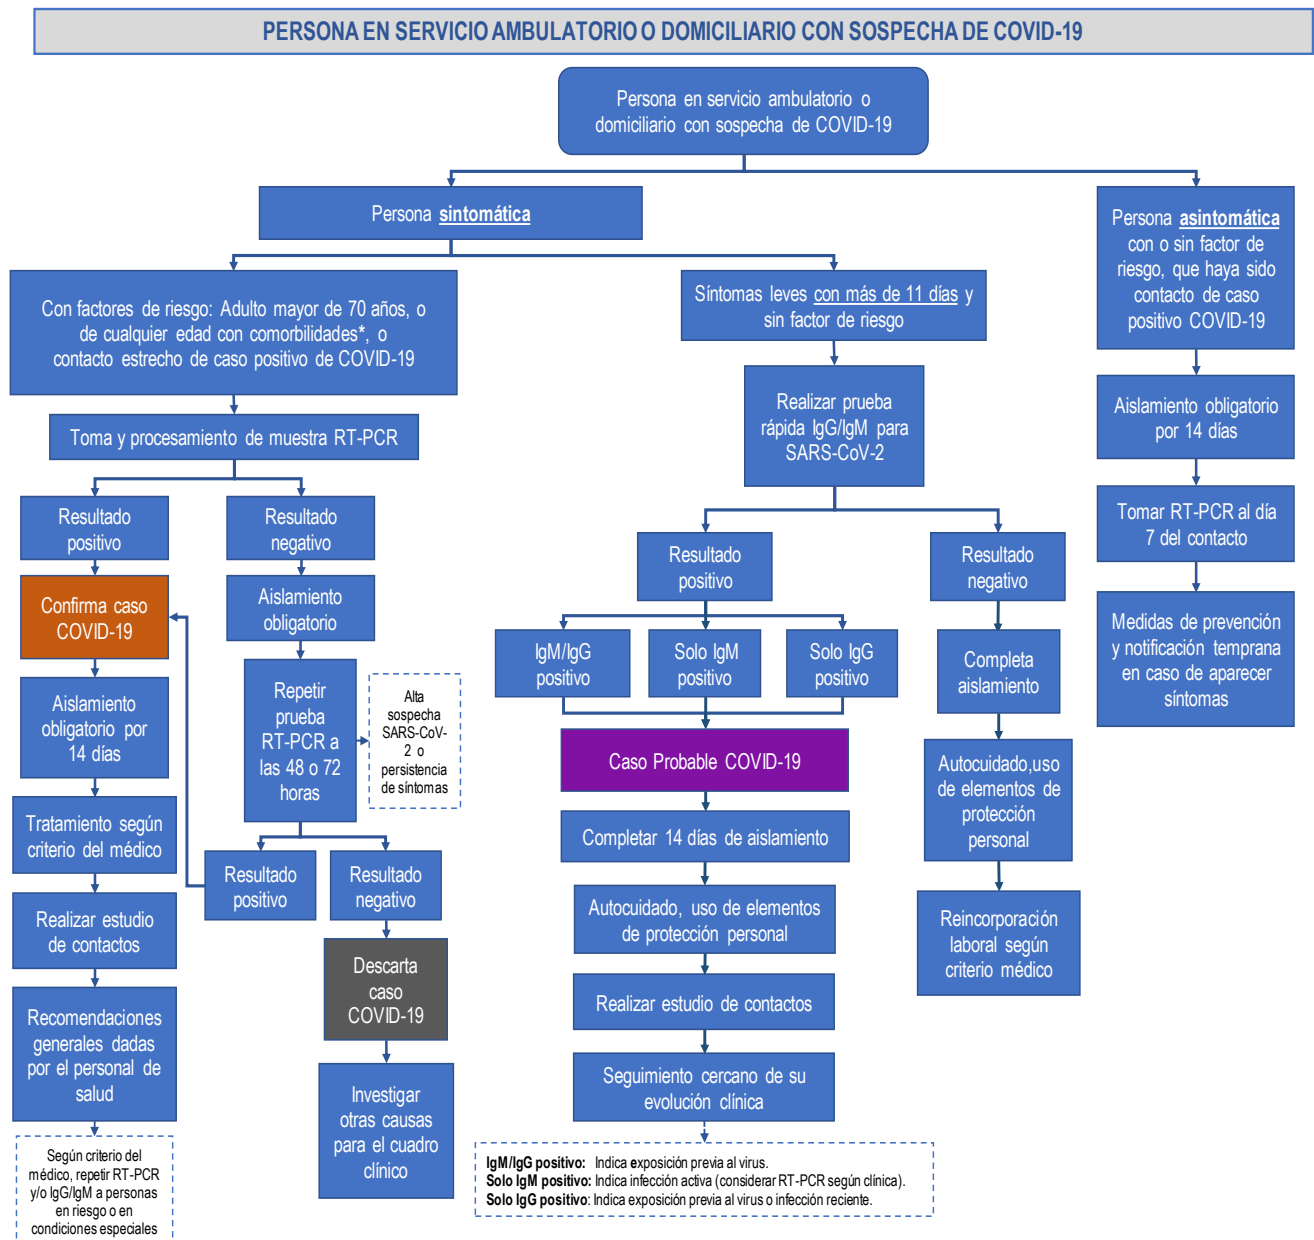 PERSONA EN SERVICIO AMBULATORIO O DOMICILIARIO CON SOSPECHA DE COVID-19
Persona en servicio ambulatorio o
domiciliario con sospecha de COVID-19
Persona sintomática
Persona asintomática
con o sin factor de
riesgo, que haya sido
contacto de caso
positivo COVID-19
Con factores de riesgo: Adulto mayor de 70 años, o
de cualquier edad con comorbilidades*, o
contacto estrecho de caso positivo de COVID-19
Síntomas leves con más de 11 días y
sin factor de riesgo
Toma y procesamiento de muestra RT-PCR
Realizar prueba
rápida IgG/IgM para
SARS-CoV-2
Aislamiento obligatorio
por 14 días
Resultado
positivo
Resultado
negativo
Tomar RT-PCR al día
7 del contacto
Resultado
positivo
Resultado
negativo
Confirma caso
COVID-19
Aislamiento
obligatorio
Medidas de prevención
y notificación temprana
en caso de aparecer
síntomas
IgM/IgG
positivo
Solo IgM
positivo
Solo IgG
positivo
Completa
aislamiento
Aislamiento
obligatorio por
14 días
Repetir
prueba
RT-PCR a
las 48 o 72
horas
Alta
sospecha
SARS-CoV-
2 o
persistencia
de síntomas
Caso Probable COVID-19
Autocuidado,uso
de elementos de
protección
personal
Tratamiento según
criterio del médico
Completar 14 días de aislamiento
Resultado
positivo
Resultado
negativo
Realizar estudio
de contactos
Autocuidado, uso de elementos
de protección personal
Reincorporación
laboral según
criterio médico
Descarta
caso
COVID-19
Realizar estudio de contactos
Recomendaciones
generales dadas
por el personal de
salud
Seguimiento cercano de su
evolución clínica
Investigar
otras causas
para el cuadro
clínico
Según criterio del
médico, repetir RT-PCR
y/o IgG/IgM a personas
en riesgo o en
condiciones especiales
IgM/IgG positivo: Indica exposición previa al virus.
Solo IgM positivo: Indica infección activa (considerar RT-PCR según clínica).
Solo IgG positivo: Indica exposición previa al virus o infección reciente.